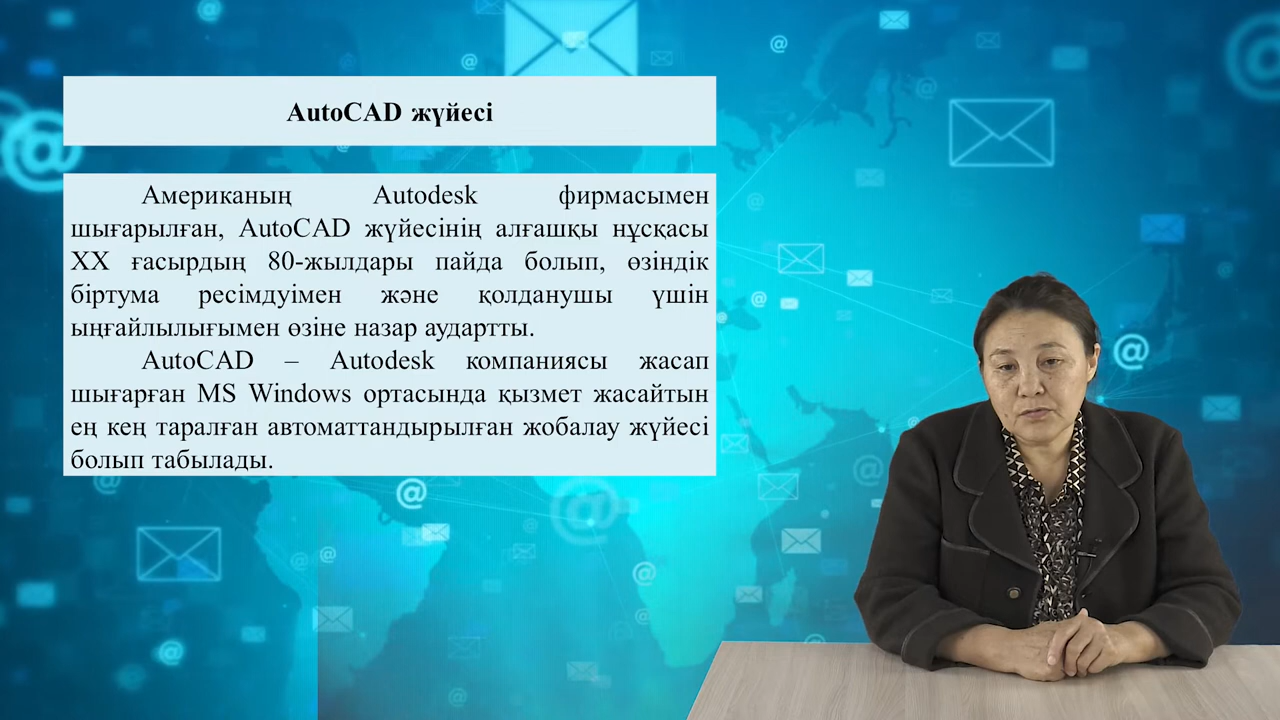 AutoCAD жүйесі
Американың Autodesk фирмасымен
шығарылған, AutoCAD жүйесінің алғашқы нұсқасы
XX ғасырдың 80-жылдары пайда болып, өзіндік
біртума ресімдуімен және қолданушы үшін
ыңғайлылығымен өзіне назар аудартты.
AutoCAD – Autodesk компаниясы жасап
шығарған MS Windows ортасында қызмет жасайтын
ең кең таралған автоматтандырылған жобалау жүйесі
болып табылады.